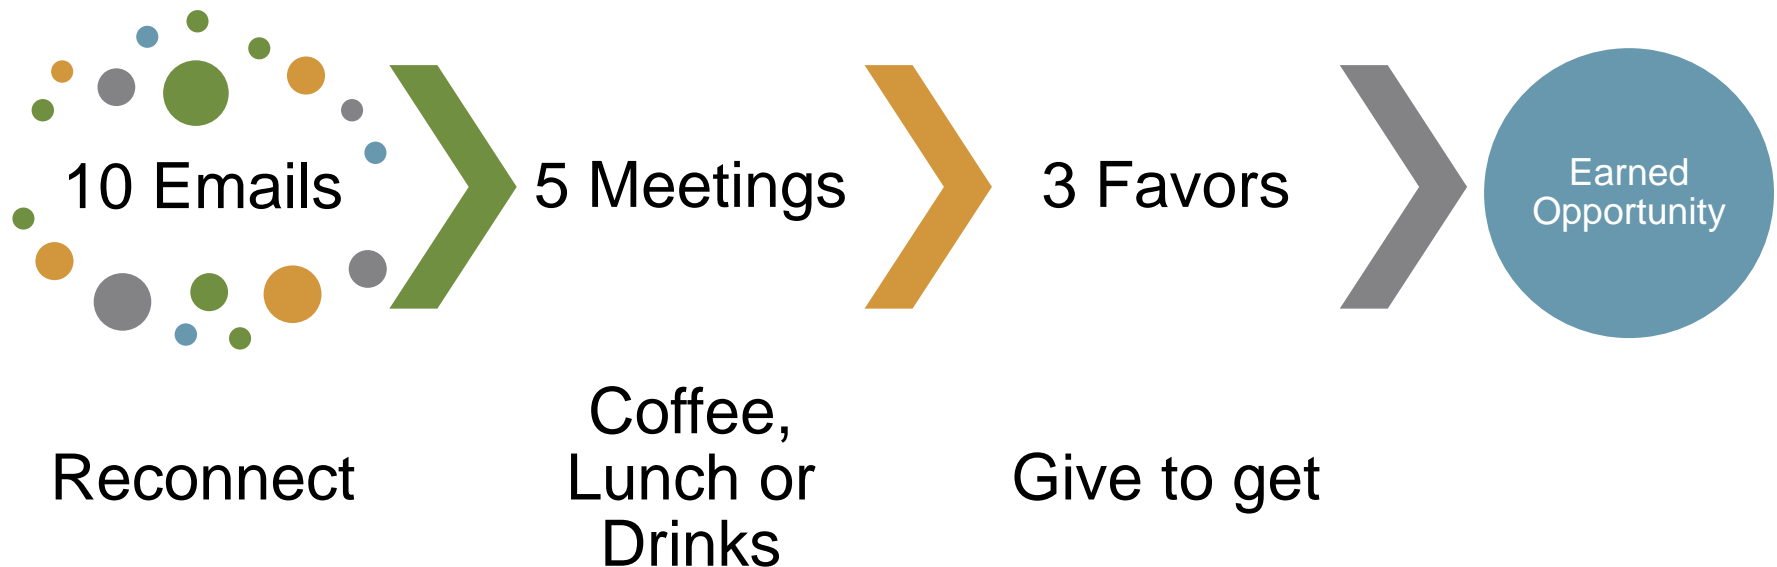 10 Emails
5 Meetings
3 Favors
Earned
Opportunity
Reconnect
Coffee,
Lunch or
Drinks
Give to get